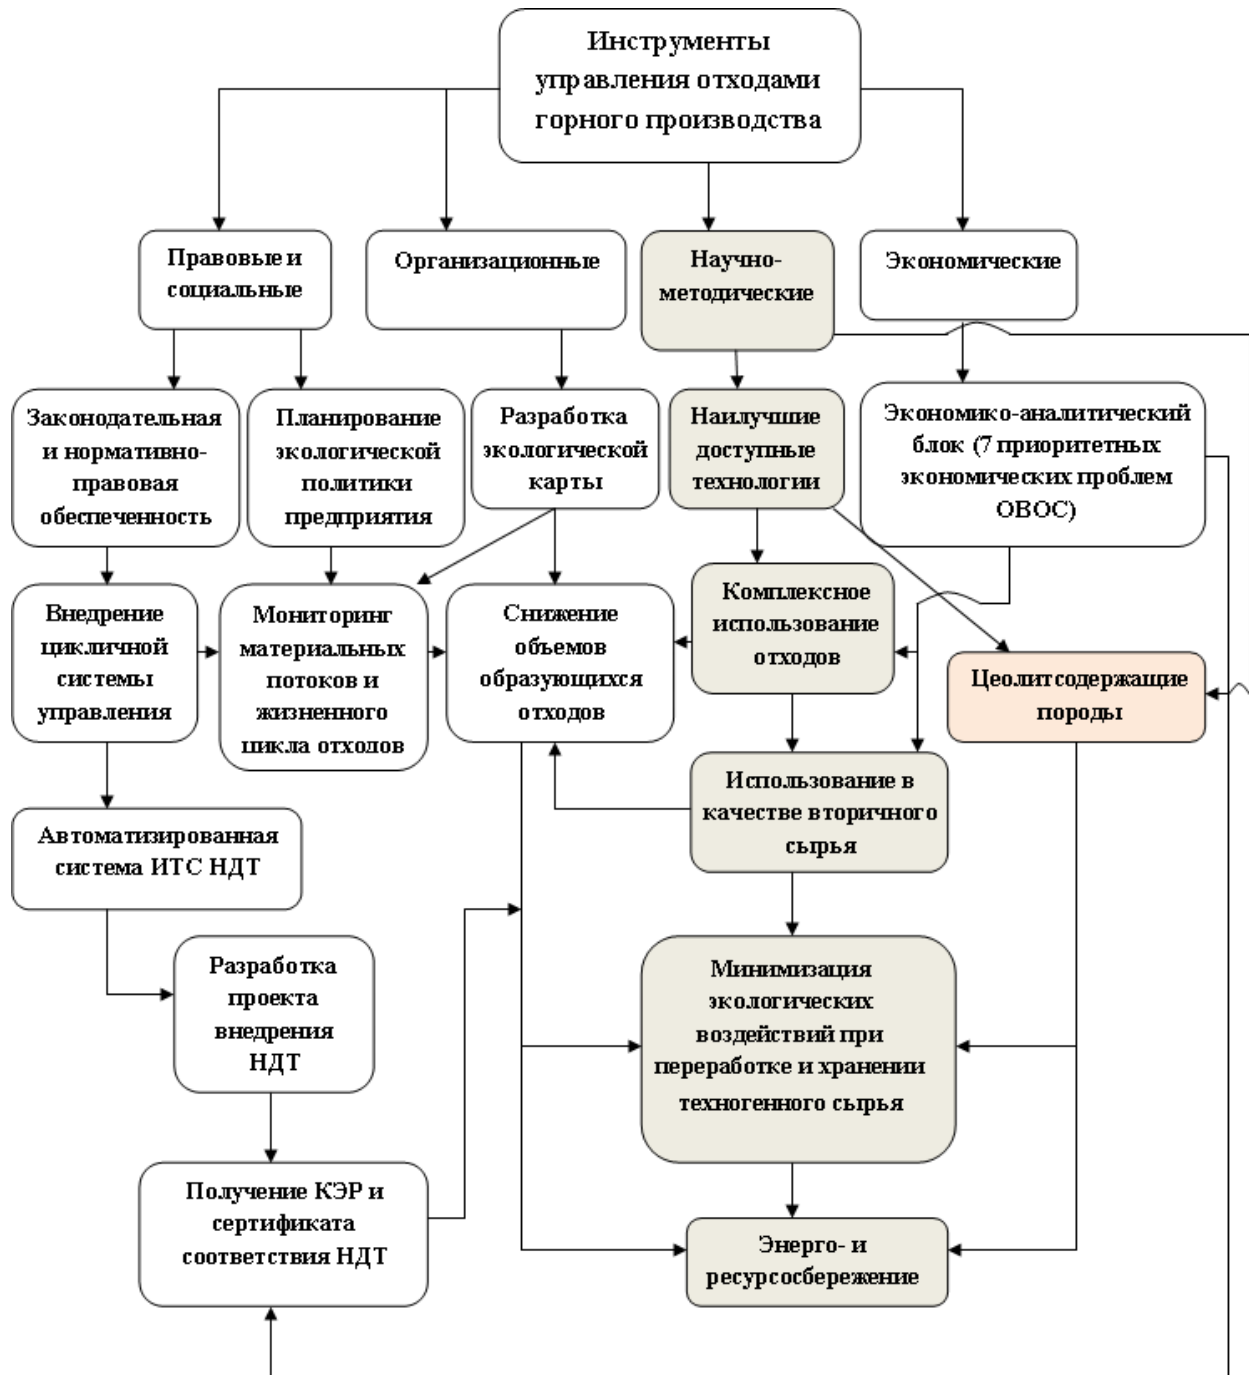 Инструменты
управления отходами
горного производства
Правовые и
социальные
Организационные
Научно-
методические
Экономические
Законодательная
и нормативно-
правовая
обеспеченность
Планирование
экологической
политики
предприятия
Разработка
экологической
карты
Наилучшие
доступные
технологии
Экономико-аналитический
блок (7 приоритетных
экономических проблем
ОВОС)
Внедрение
цикличной
системы
управления
Мониторинг
материальных
потоков и
жизненного
цикла отходов
Снижение
объемов
образующихся
отходов
Комплексное
использование
отходов
Цеолитсодержащие
породы
Использование в
качестве вторичного
сырья
Автоматизированная
система ИТС НДТ
Разработка
проекта
внедрения
НДТ
Минимизация
экологических
воздействий при
переработке и хранении
техногенного сырья
Получение КЭР и
сертификата
соответствия НДТ
Энерго- и
ресурсосбережение